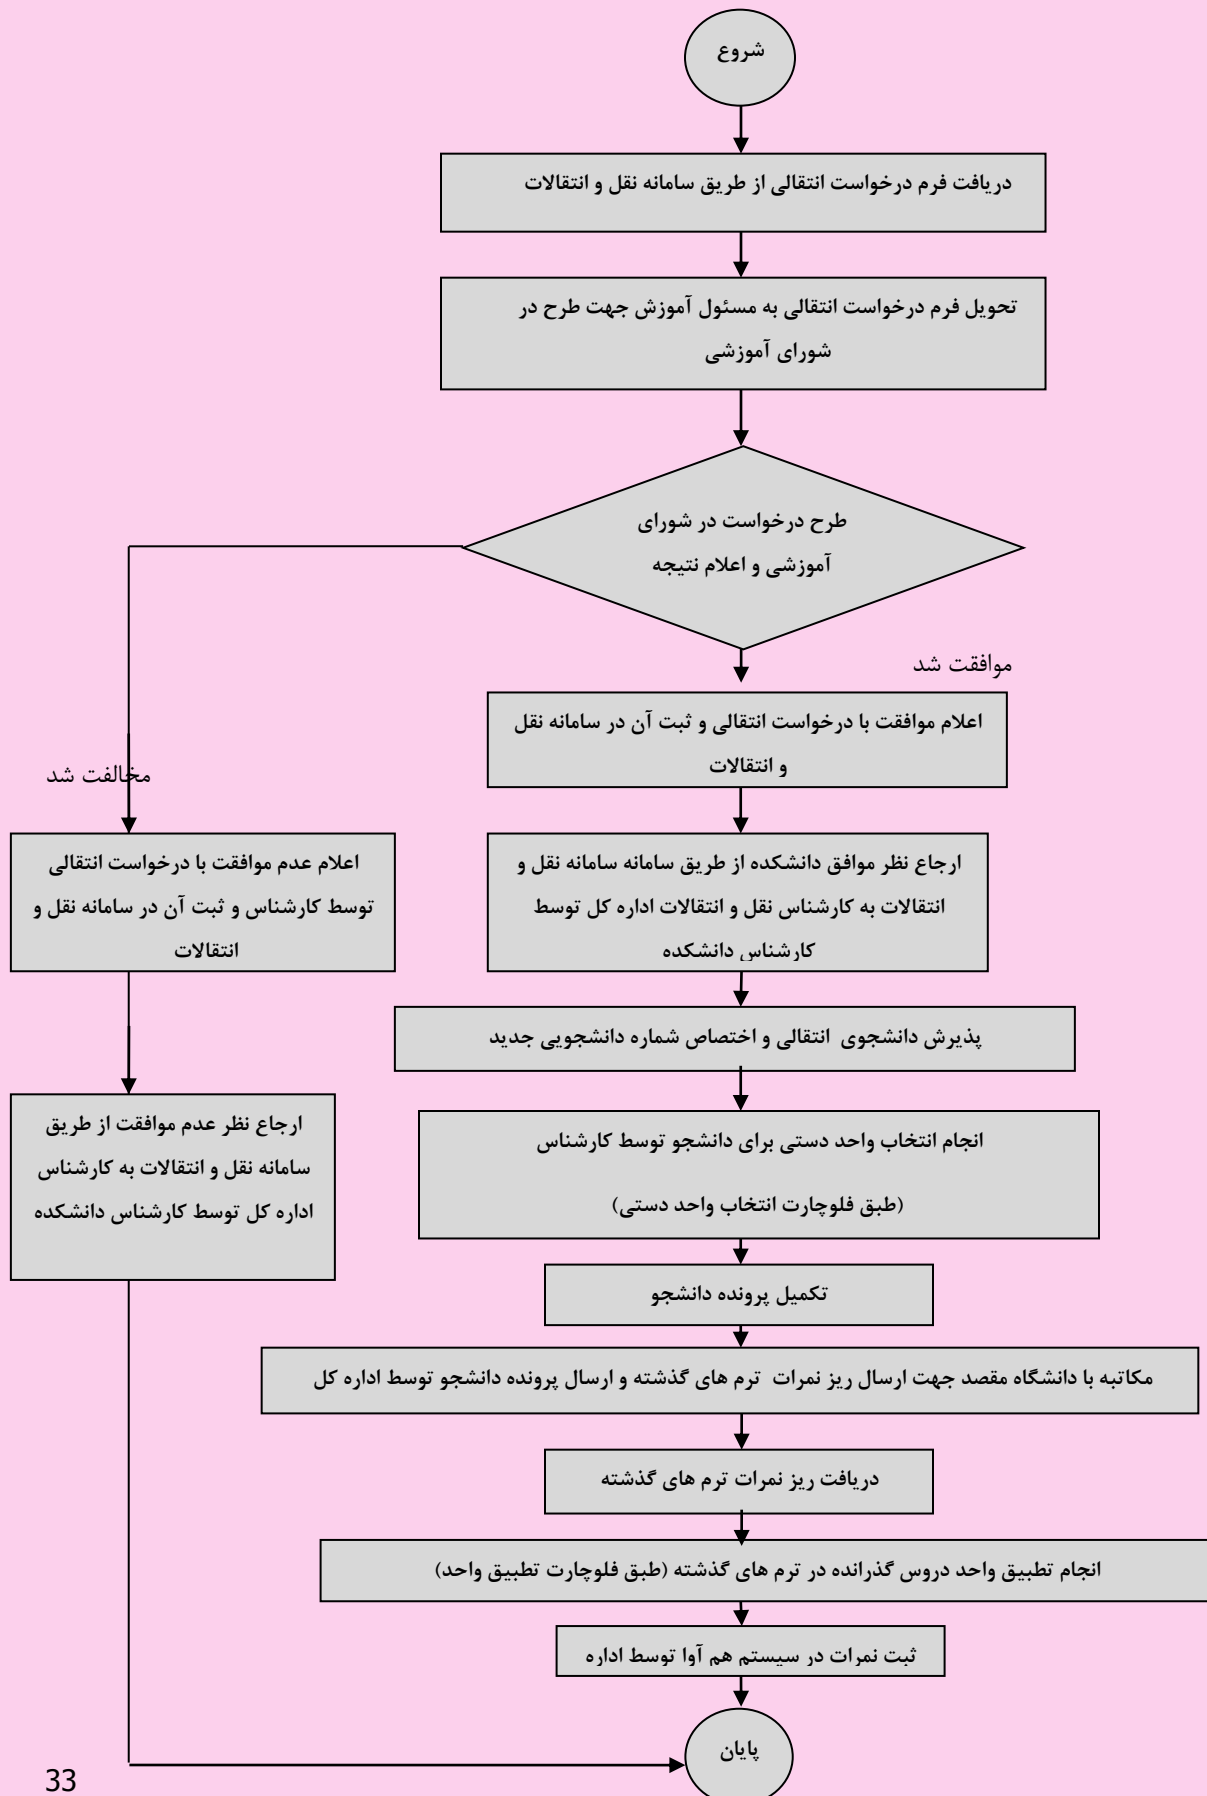 شروع
دریافت فرم درخواست انتقالی از طریق سامانه نقل و انتقالات
تحویل فرم درخواست انتقالی به مسئول آموزش جهت طرح در
شورای آموزشی
طرح درخواست در شورای
آموزشی و اعلام نتیجه
موافقت شد
اعلام موافقت با درخواست انتقالی و ثبت آن در سامانه نقل
و انتقالات
ارجاع نظر موافق دانشکده از طریق سامانه سامانه نقل و
انتقالات به کارشناس نقل و انتقالات اداره کل توسط
کارشناس دانشکده
پذیرش دانشجوی انتقالی و اختصاص شماره دانشجویی جدید
انجام انتخاب واحد دستی برای دانشجو توسط کارشناس
(طبق فلوچارت انتخاب واحد دستی)
تکمیل پرونده دانشجو
مکاتبه با دانشگاه مقصد جهت ارسال ریز نمرات ترم های گذشته و ارسال پرونده دانشجو توسط اداره کل
دریافت ریز نمرات ترم های گذشته
انجام تطبیق واحد دروس گذرانده در ترم های گذشته (طبق فلوچارت تطبیق واحد)
ثبت نمرات در سیستم هم آوا توسط اداره
مخالفت شد
اعلام عدم موافقت با درخواست انتقالی
توسط کارشناس و ثبت آن در سامانه نقل و
انتقالات
ارجاع نظر عدم موافقت از طریق
سامانه نقل و انتقالات به کارشناس
اداره کل توسط کارشناس دانشکده
پایان
33